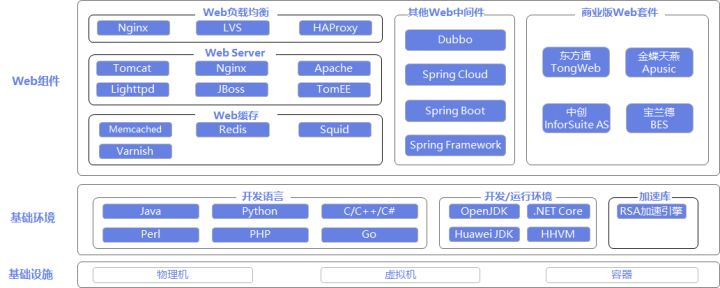 Web组件
Web负载均衡
Nginx LVS HAProxy
Web Server
Tomcat Nginx Apache
Lighttpd JBoss TomEE
Web缓存
Memcached Redis Squid
Varnish
其他Web中间件
Dubbo
Spring Cloud
Spring Boot
Spring Framework
商业版Web套件
东方通
TongWeb
金蝶天燕
Apusic
中创
InforSuite AS
宝兰德
BES
基础环境
开发语言
Java Python C/C++/C#
Perl PHP Go
开发/运行环境
OpenJDK .NET Core
Huawei JDK HHVM
加速库
RSA加速引擎
基础设施
物理机 虚拟机 容器